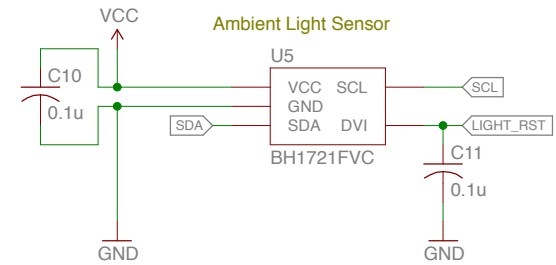 VCC
Ambient Light Sensor
U5
C10
0.1u
VCC SCL
GND
SDA DVI
SCL
SDA
LIGHT_RST
BH1721FVC
C11
0.1u
GND
GND